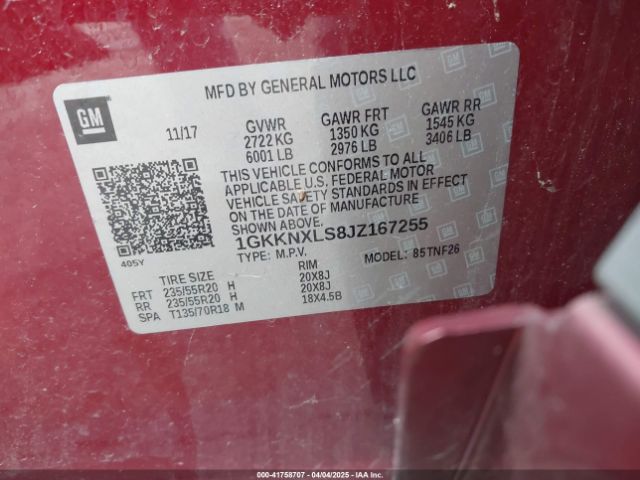 MFD BY GENERAL MOTORS LLC
GM
11/17 GVWR GAWR FRT GAWR RR
2722 KG 1350 KG 1545 KG
6001 LB 2976 LB 3406 LB
THIS VEHICLE CONFORMS TO ALL
APPLICABLE U.S. FEDERAL MOTOR
VEHICLE SAFETY STANDARDS IN EFFECT ON
THE DATE OF MANUFACTURE
SHOWN ABOVE.
1GKKNXLS8JZ167255
405Y
TYPE: M.P.V. MODEL: 85TNF26
TIRE SIZE RIM
FRT 235/55R20 H 20X8J
RR 235/55R20 H 20X8J
SPA T135/70R18 M 18X4.5B
000-41758707 - 04/04/2025 - IAA Inc.